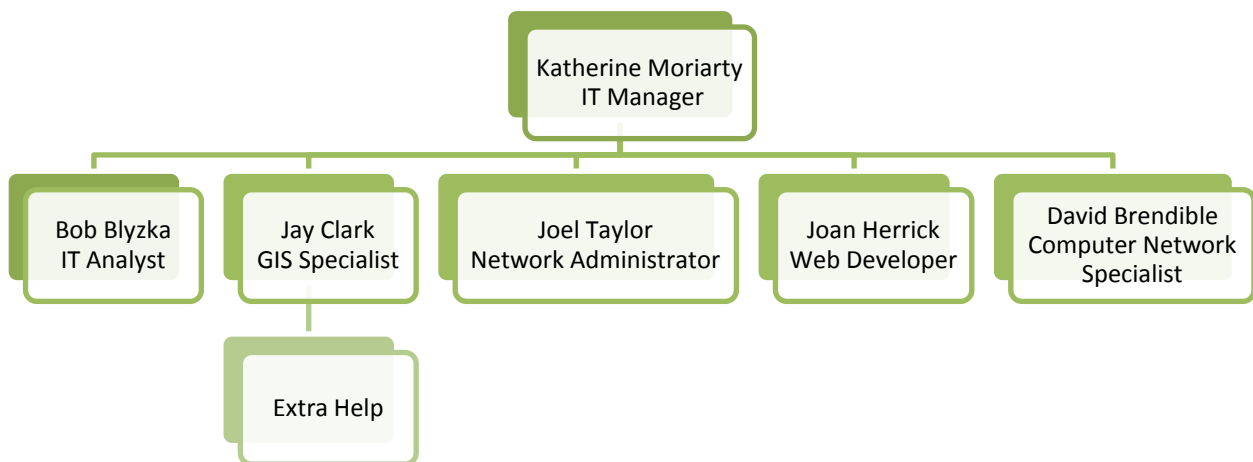 Katherine Moriarty
IT Manager
Bob Blyzka
IT Analyst
Jay Clark
GIS Specialist
Joel Taylor
Network Administrator
Joan Herrick
Web Developer
David Brendible
Computer Network
Specialist
Extra Help